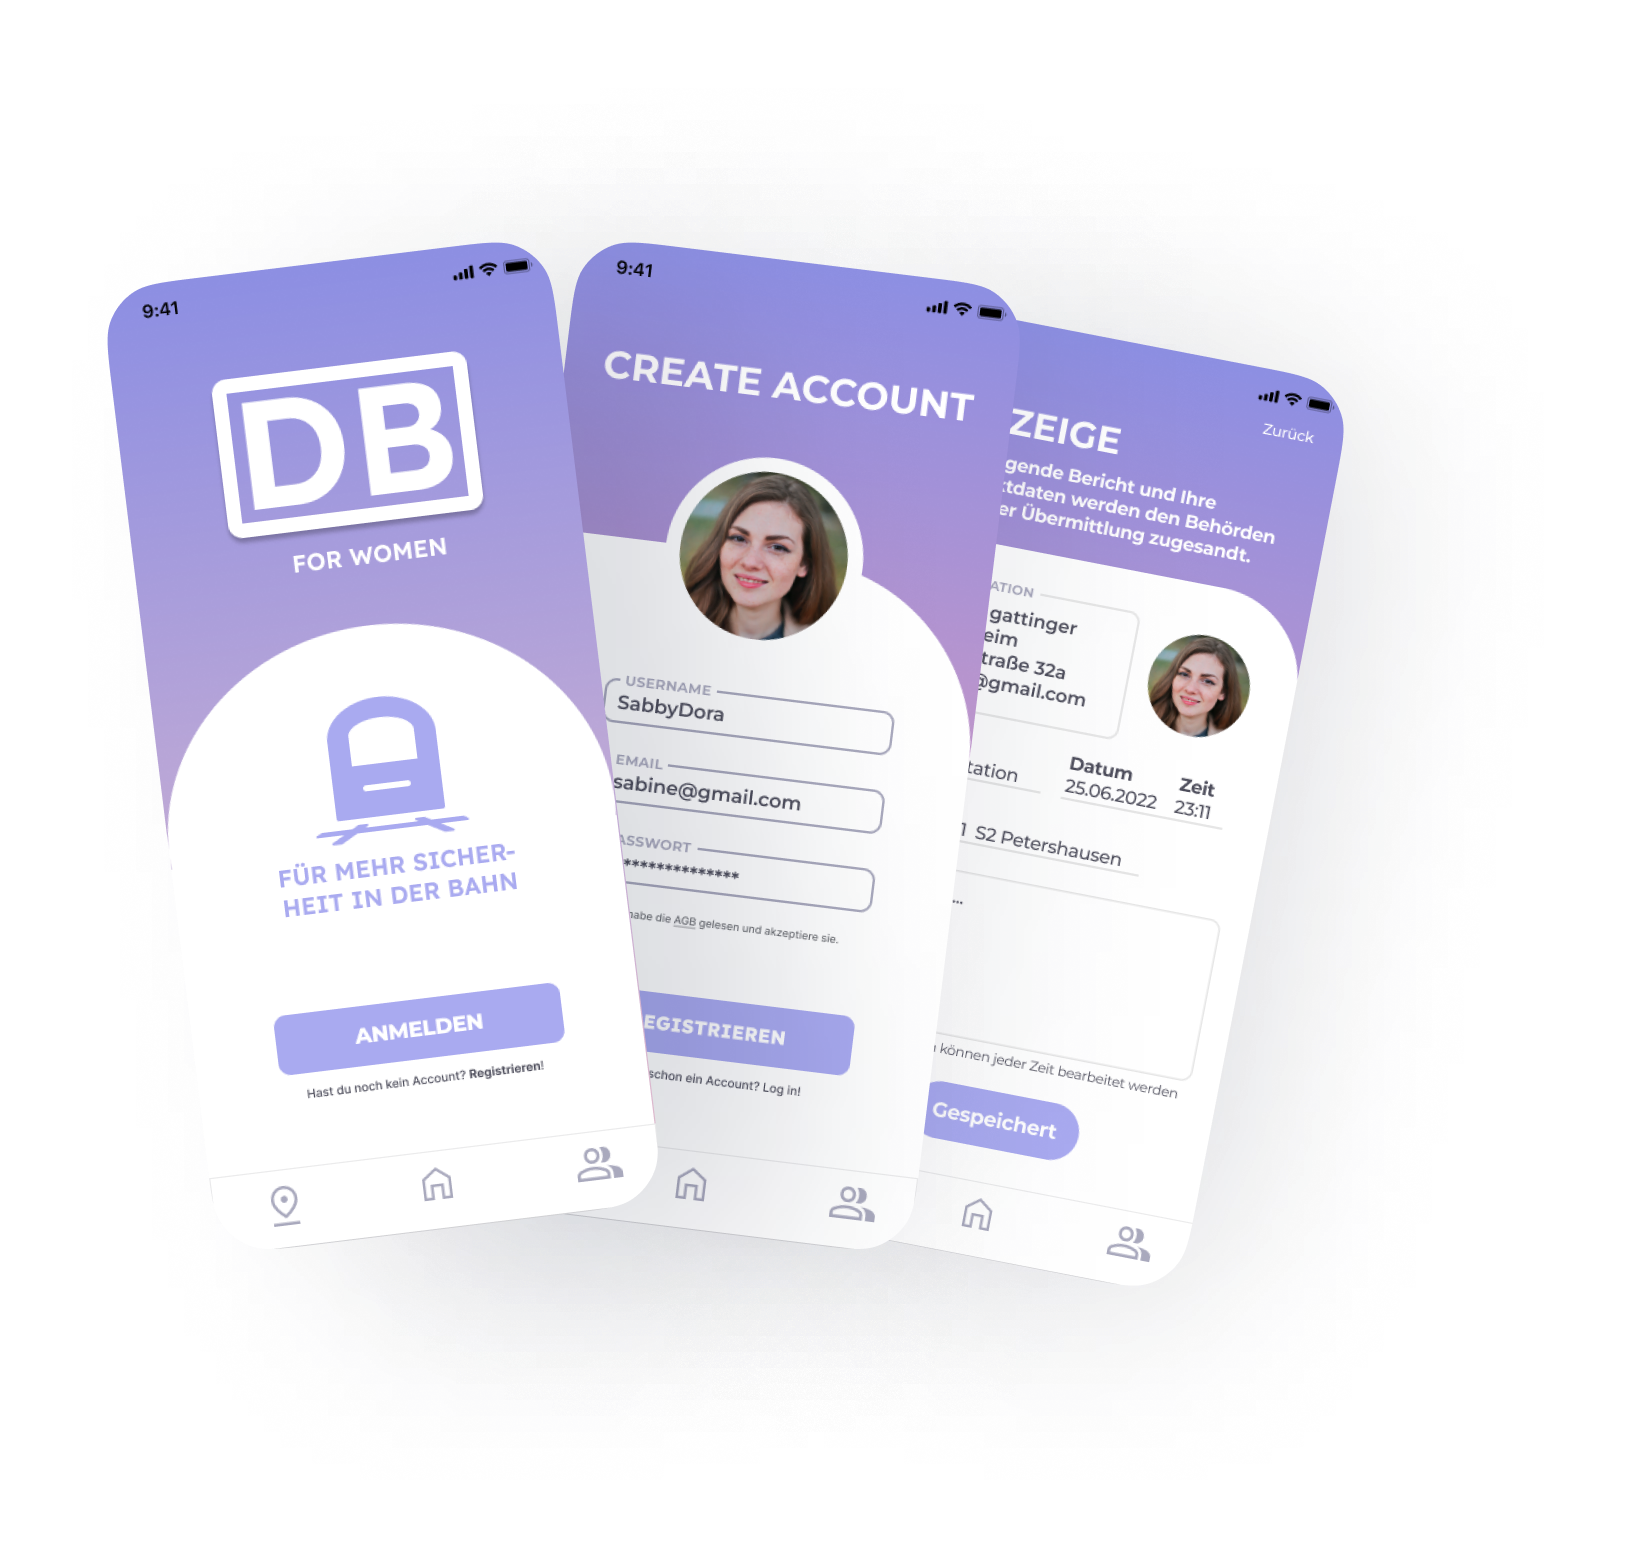 9:41
DB
FOR WOMEN
FÜR MEHR SICHER-
HEIT IN DER BAHN
ANMELDEN
Hast du noch kein Account? Registrieren!
9:41
CREATE ACCOUNT
USERNAME
SabbyDora
EMAIL
sabine@gmail.com
ASSWORT
**************
habe die AGB gelesen und akzeptiere sie.
EGISTRIEREN
schon ein Account? Log in!
Zurück
ZEIGE
gende Bericht und Ihre
tdaten werden den Behörden
er Übermittlung zugesandt.
ATION
gattinger
eim
traße 32a
@gmail.com
Datum
Zeit
tation
25.06.2022
23:11
1 S2 Petershausen
...
können jeder Zeit bearbeitet werden
Gespeichert